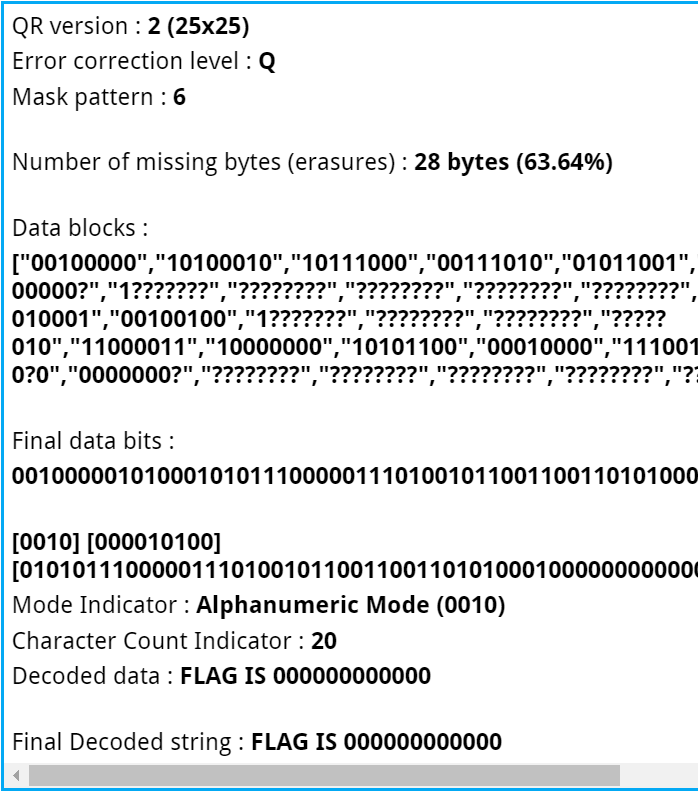 QR version : 2 (25x25)
Error correction level : Q
Mask pattern : 6
Number of missing bytes (erasures) : 28 bytes (63.64%)
Data blocks :
["00100000","10100010","10111000","00111010","01011001","
00000?","1???????","????????","????????","????????","????????",
010001","00100100","1???????","????????","????????","?????
010","11000011","10000000","10101100","00010000","111001
0?0","0000000?","????????","????????","????????","????????","??
Final data bits :
00100000101000101011100000111010010110011001101010​00
[0010] [000010100]
[0101011100000111010010110011001101010001000000000000
Mode Indicator : Alphanumeric Mode (0010)
Character Count Indicator : 20
Decoded data : FLAG IS 000000000000
Final Decoded string : FLAG IS 000000000000